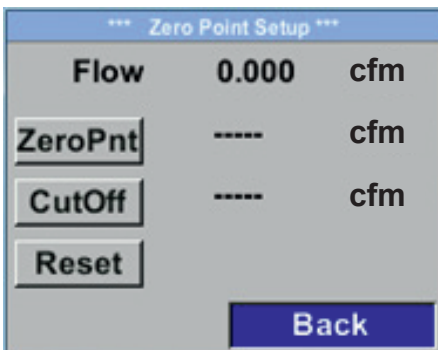 *** Zero Point Setup ***
Flow 0.000 cfm
ZeroPnt ----- cfm
CutOff ----- cfm
Reset
Back